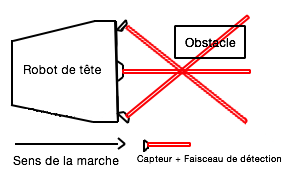 Obstacle
Robot de tête
Sens de la marche
Capteur + Faisceau de détection